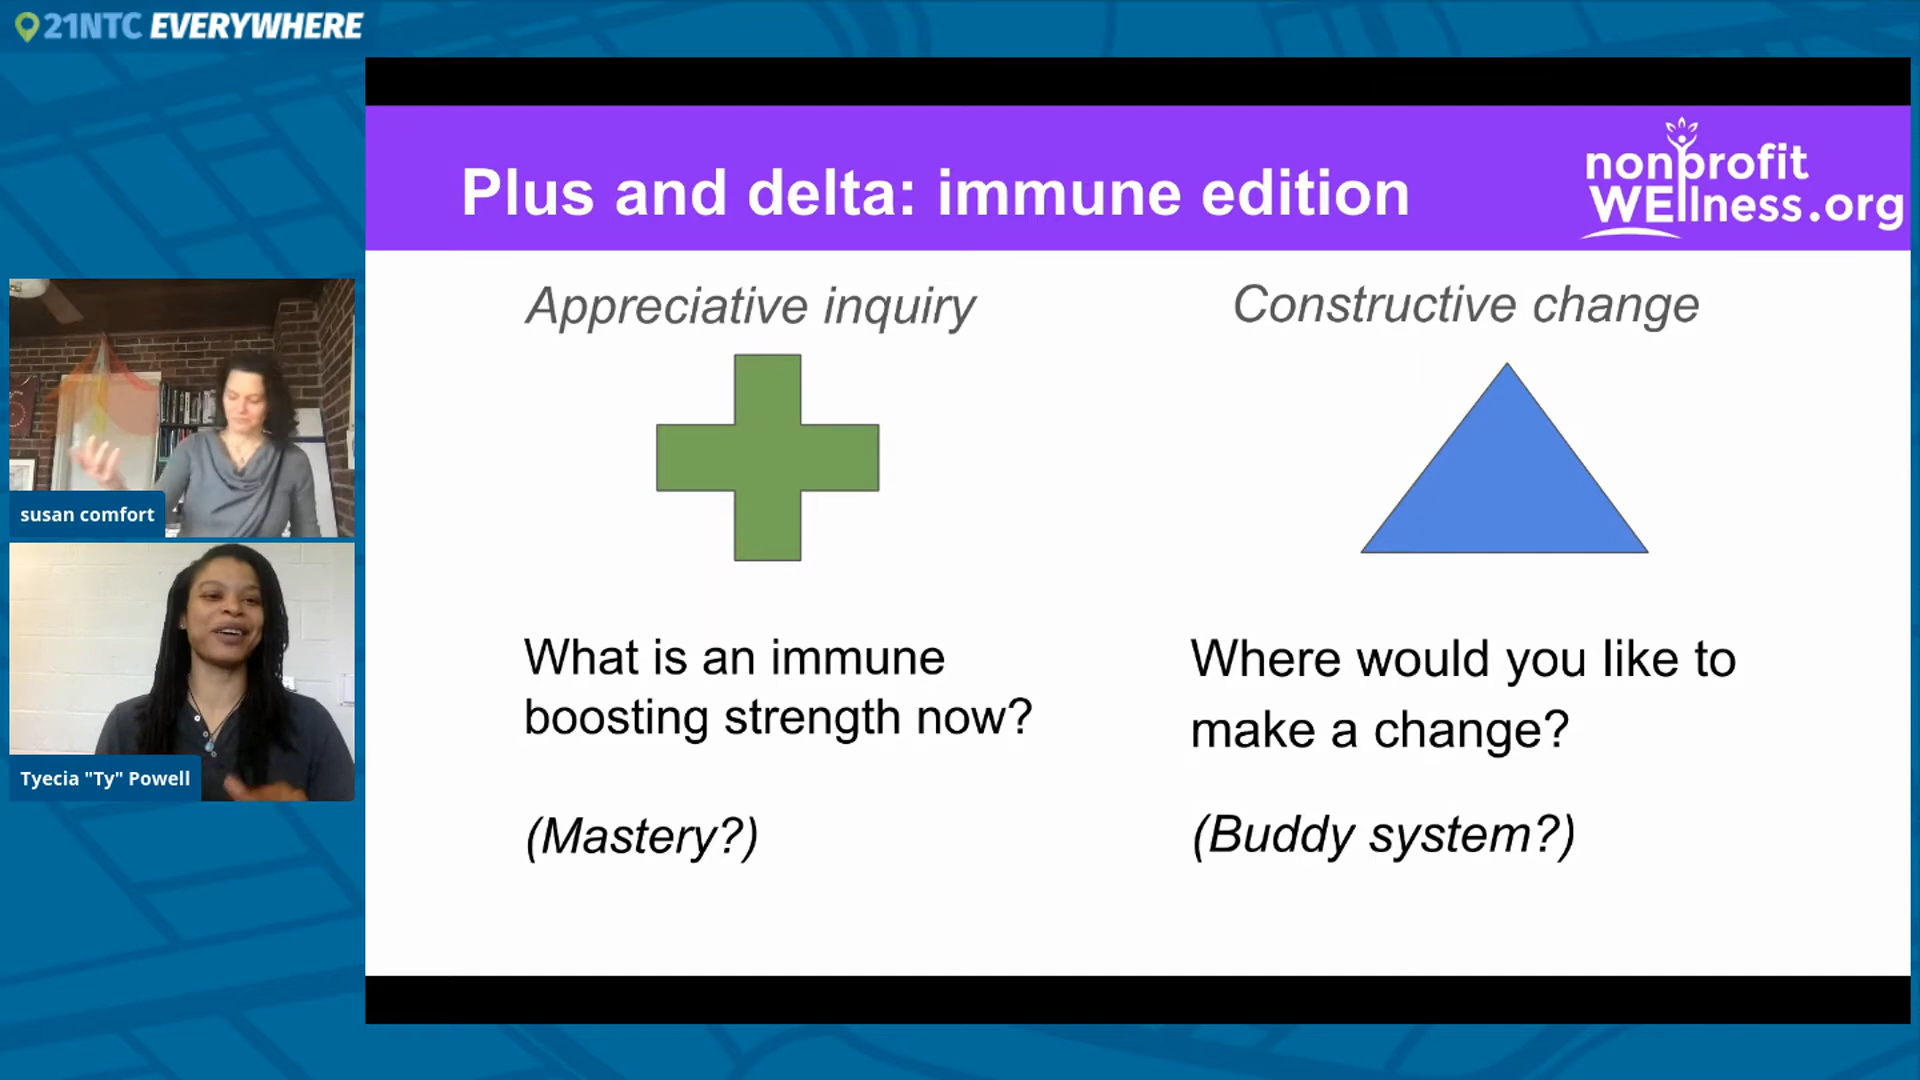 21NTC EVERYWHERE
Plus and delta: immune edition
nonprofit
WEllness.org
Appreciative inquiry
Constructive change
What is an immune
boosting strength now?
(Mastery?)
Where would you like to
make a change?
(Buddy system?)
susan comfort
Tyecia "Ty" Powell